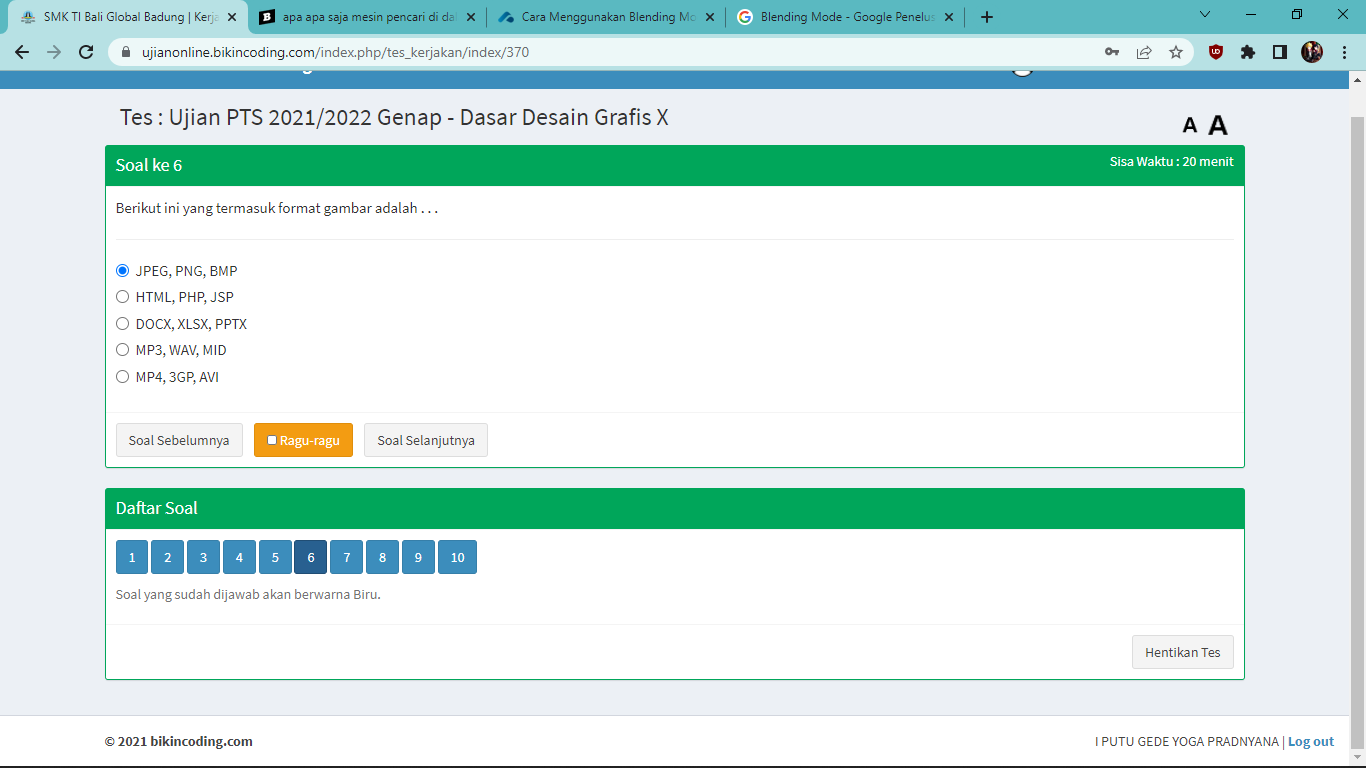 SMK TI Bali Global Badung | Kerja
apa apa saja mesin pencari di da
Cara Menggunakan Blending Mo
Blending Mode - Google Penelus
ujianonline.bikincoding.com/index.php/tes_kerjakan/index/370
Tes : Ujian PTS 2021/2022 Genap - Dasar Desain Grafis X
A A
Soal ke 6
Sisa Waktu : 20 menit
Berikut ini yang termasuk format gambar adalah . . .
JPEG, PNG, BMP
HTML, PHP, JSP
DOCX, XLSX, PPTX
MP3, WAV, MID
MP4, 3GP, AVI
Soal Sebelumnya Ragu-ragu Soal Selanjutnya
Daftar Soal
1 2 3 4 5 6 7 8 9 10
Soal yang sudah dijawab akan berwarna Biru.
Hentikan Tes
© 2021 bikincoding.com
I PUTU GEDE YOGA PRADNYANA | Log out